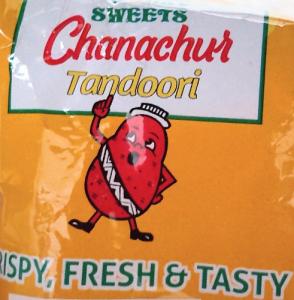 SWEETS
Chanachur
Tandoori
RISPY, FRESH & TASTY